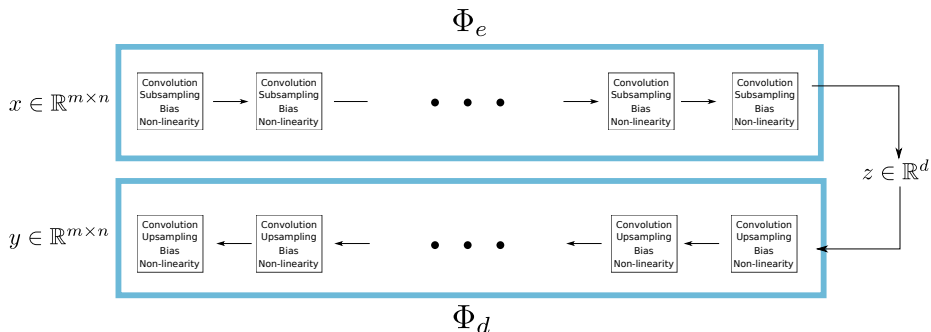 Φ_e
x ∈ ℝ^{m×n}
Convolution
Subsampling
Bias
Non-linearity
Convolution
Subsampling
Bias
Non-linearity
Convolution
Subsampling
Bias
Non-linearity
Convolution
Subsampling
Bias
Non-linearity
z ∈ ℝ^d
y ∈ ℝ^{m×n}
Convolution
Upsampling
Bias
Non-linearity
Convolution
Upsampling
Bias
Non-linearity
Convolution
Upsampling
Bias
Non-linearity
Convolution
Upsampling
Bias
Non-linearity
Φ_d